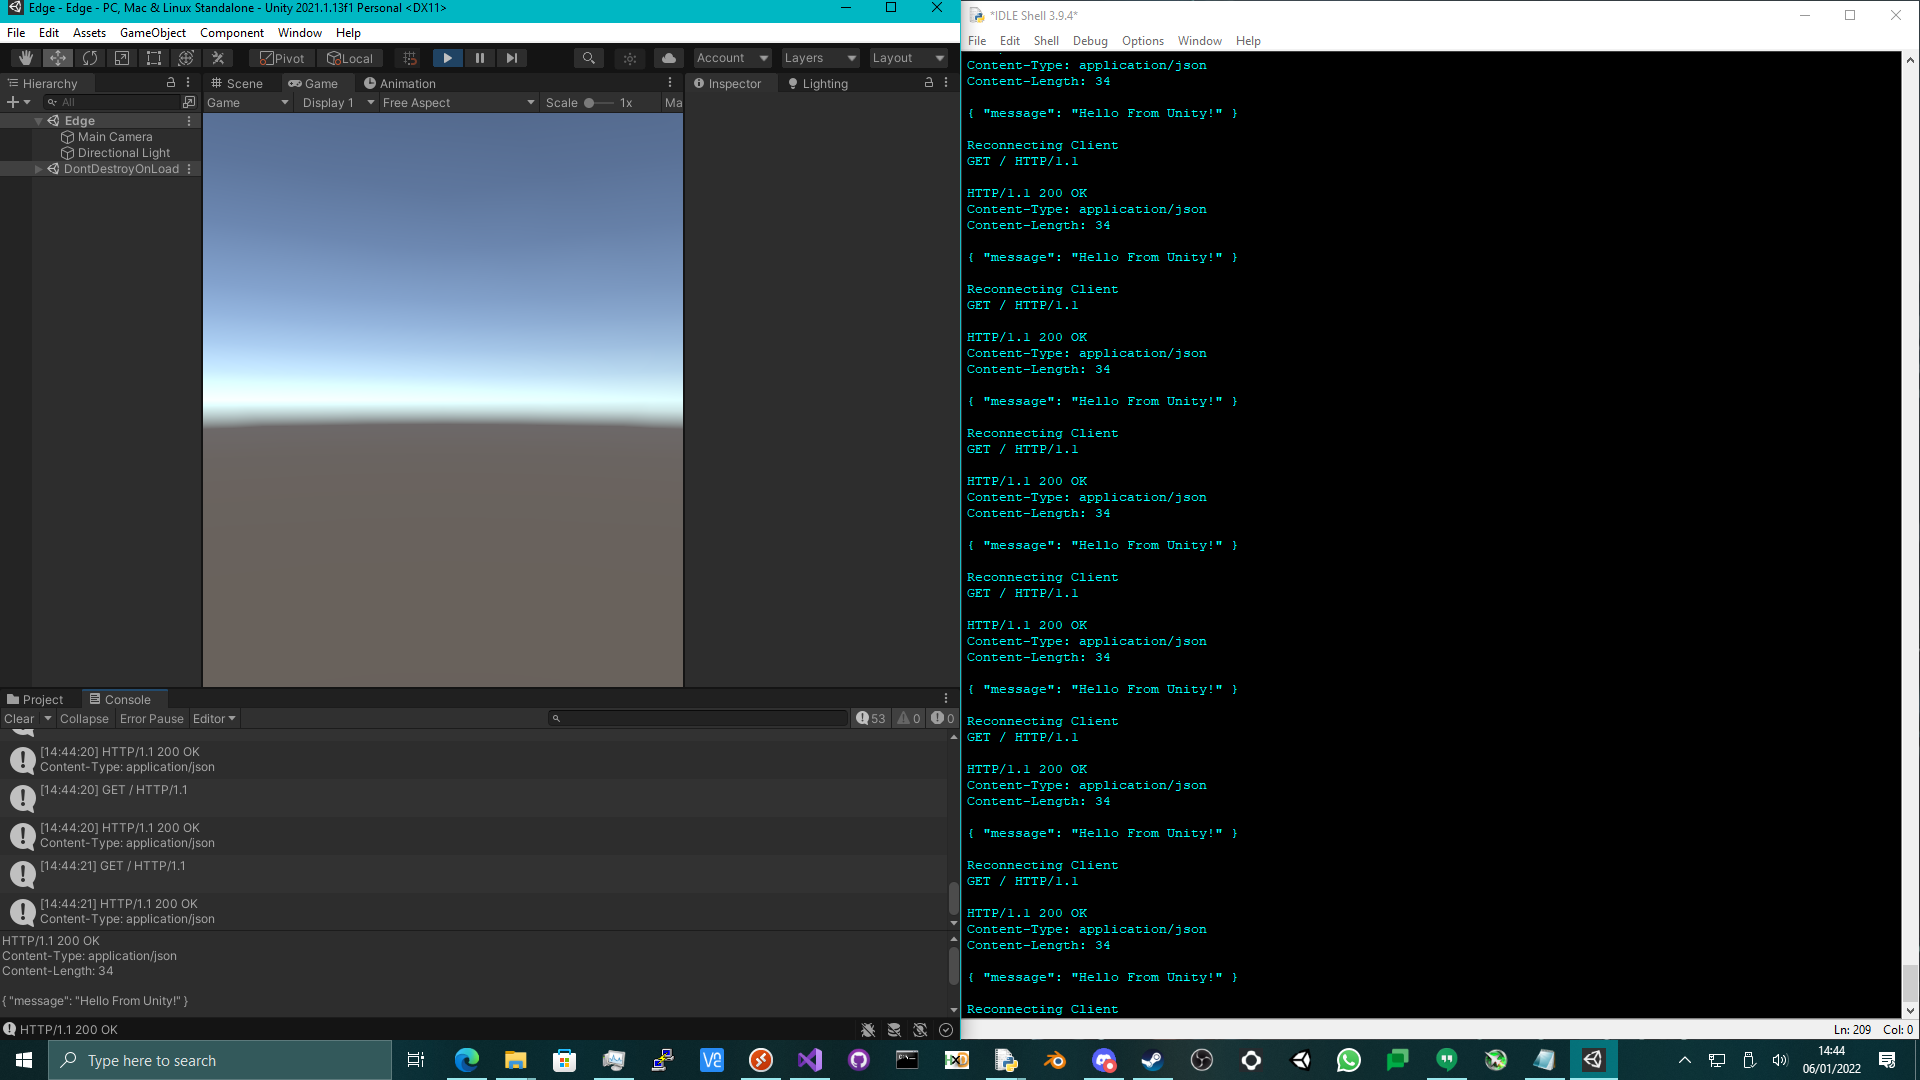 Edge - Edge - PC, Mac & Linux Standalone - Unity 2021.1.13f1 Personal <DX11>
File Edit Assets GameObject Component Window Help
Pivot Local Account Layers Layout
Hierarchy
All
Edge
Main Camera
Directional Light
DontDestroyOnLoad
Scene Game Animation
Game Display 1 Free Aspect Scale 1x Ma
Inspector Lighting
Project Console
Clear Collapse Error Pause Editor 53 0 0
[14:44:20] HTTP/1.1 200 OK
Content-Type: application/json
[14:44:20] GET / HTTP/1.1
[14:44:20] HTTP/1.1 200 OK
Content-Type: application/json
[14:44:21] GET / HTTP/1.1
[14:44:21] HTTP/1.1 200 OK
Content-Type: application/json
HTTP/1.1 200 OK
Content-Type: application/json
Content-Length: 34
{ "message": "Hello From Unity!" }
HTTP/1.1 200 OK
*IDLE Shell 3.9.4*
File Edit Shell Debug Options Window Help
Content-Type: application/json
Content-Length: 34
{ "message": "Hello From Unity!" }
Reconnecting Client
GET / HTTP/1.1
HTTP/1.1 200 OK
Content-Type: application/json
Content-Length: 34
{ "message": "Hello From Unity!" }
Reconnecting Client
GET / HTTP/1.1
HTTP/1.1 200 OK
Content-Type: application/json
Content-Length: 34
{ "message": "Hello From Unity!" }
Reconnecting Client
GET / HTTP/1.1
HTTP/1.1 200 OK
Content-Type: application/json
Content-Length: 34
{ "message": "Hello From Unity!" }
Reconnecting Client
GET / HTTP/1.1
HTTP/1.1 200 OK
Content-Type: application/json
Content-Length: 34
{ "message": "Hello From Unity!" }
Reconnecting Client
GET / HTTP/1.1
HTTP/1.1 200 OK
Content-Type: application/json
Content-Length: 34
{ "message": "Hello From Unity!" }
Reconnecting Client
GET / HTTP/1.1
HTTP/1.1 200 OK
Content-Type: application/json
Content-Length: 34
{ "message": "Hello From Unity!" }
Reconnecting Client
Ln: 209 Col: 0
Type here to search
14:44
06/01/2022